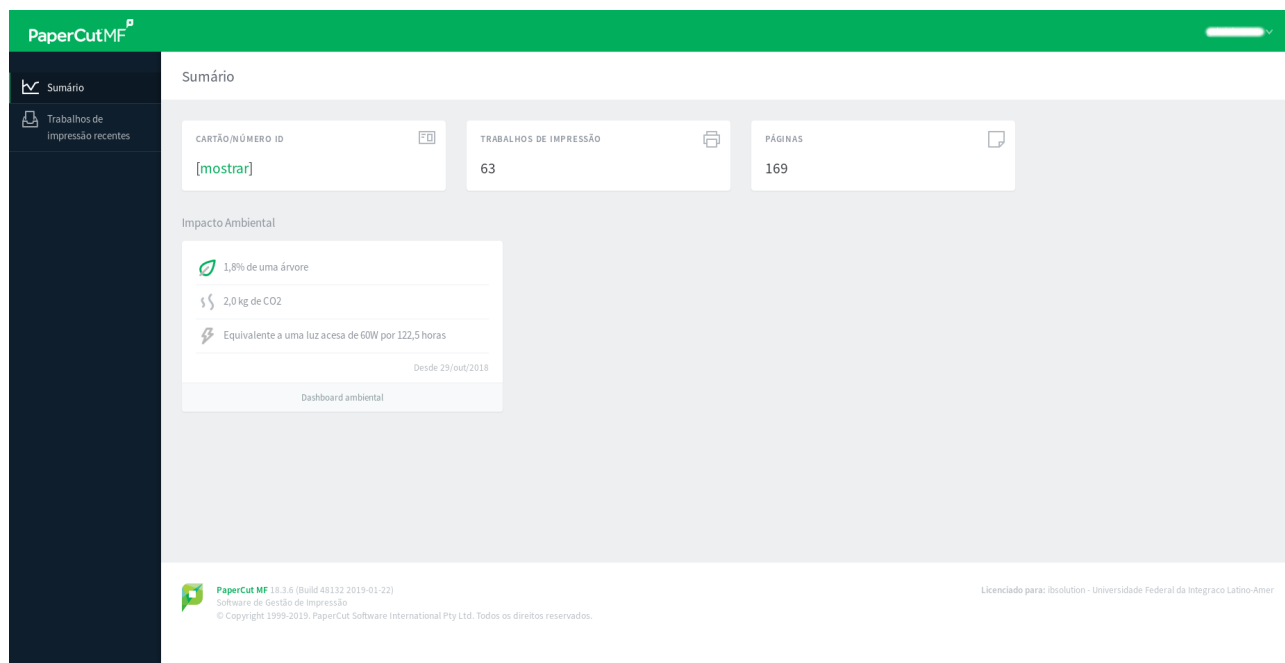 PaperCutMF
Sumário
Trabalhos de
impressão recentes
Sumário
CARTÃO/NÚMERO ID
[mostrar]
TRABALHOS DE IMPRESSÃO
63
PÁGINAS
169
Impacto Ambiental
1,8% de uma árvore
2,0 kg de CO2
Equivalente a uma luz acesa de 60W por 122,5 horas
Desde 29/out/2018
Dashboard ambiental
PaperCut MF 18.3.6 (Build 48132 2019-01-22)
Software de Gestão de Impressão
© Copyright 1999-2019. PaperCut Software International Pty Ltd. Todos os direitos reservados.
Licenciado para: ibsolution - Universidade Federal da Integraco Latino-Amer